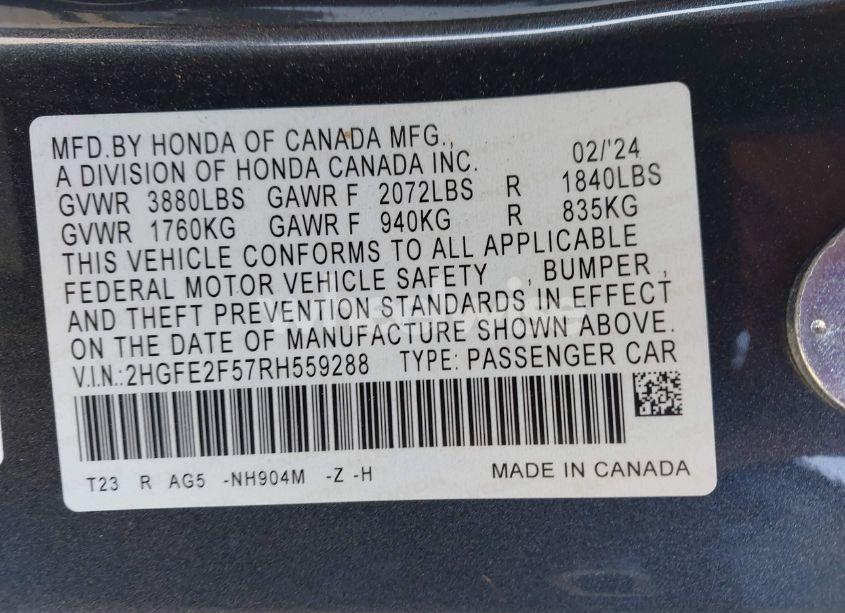 MFD.BY HONDA OF CANADA MFG.,
A DIVISION OF HONDA CANADA INC. 02/'24
GVWR 3880LBS GAWR F 2072LBS R 1840LBS
GVWR 1760KG GAWR F 940KG R 835KG
THIS VEHICLE CONFORMS TO ALL APPLICABLE
FEDERAL MOTOR VEHICLE SAFETY , BUMPER ,
AND THEFT PREVENTION STANDARDS IN EFFECT
ON THE DATE OF MANUFACTURE SHOWN ABOVE.
V.I.N.:2HGFE2F57RH559288 TYPE: PASSENGER CAR
T23 R AG5 -NH904M -Z -H MADE IN CANADA